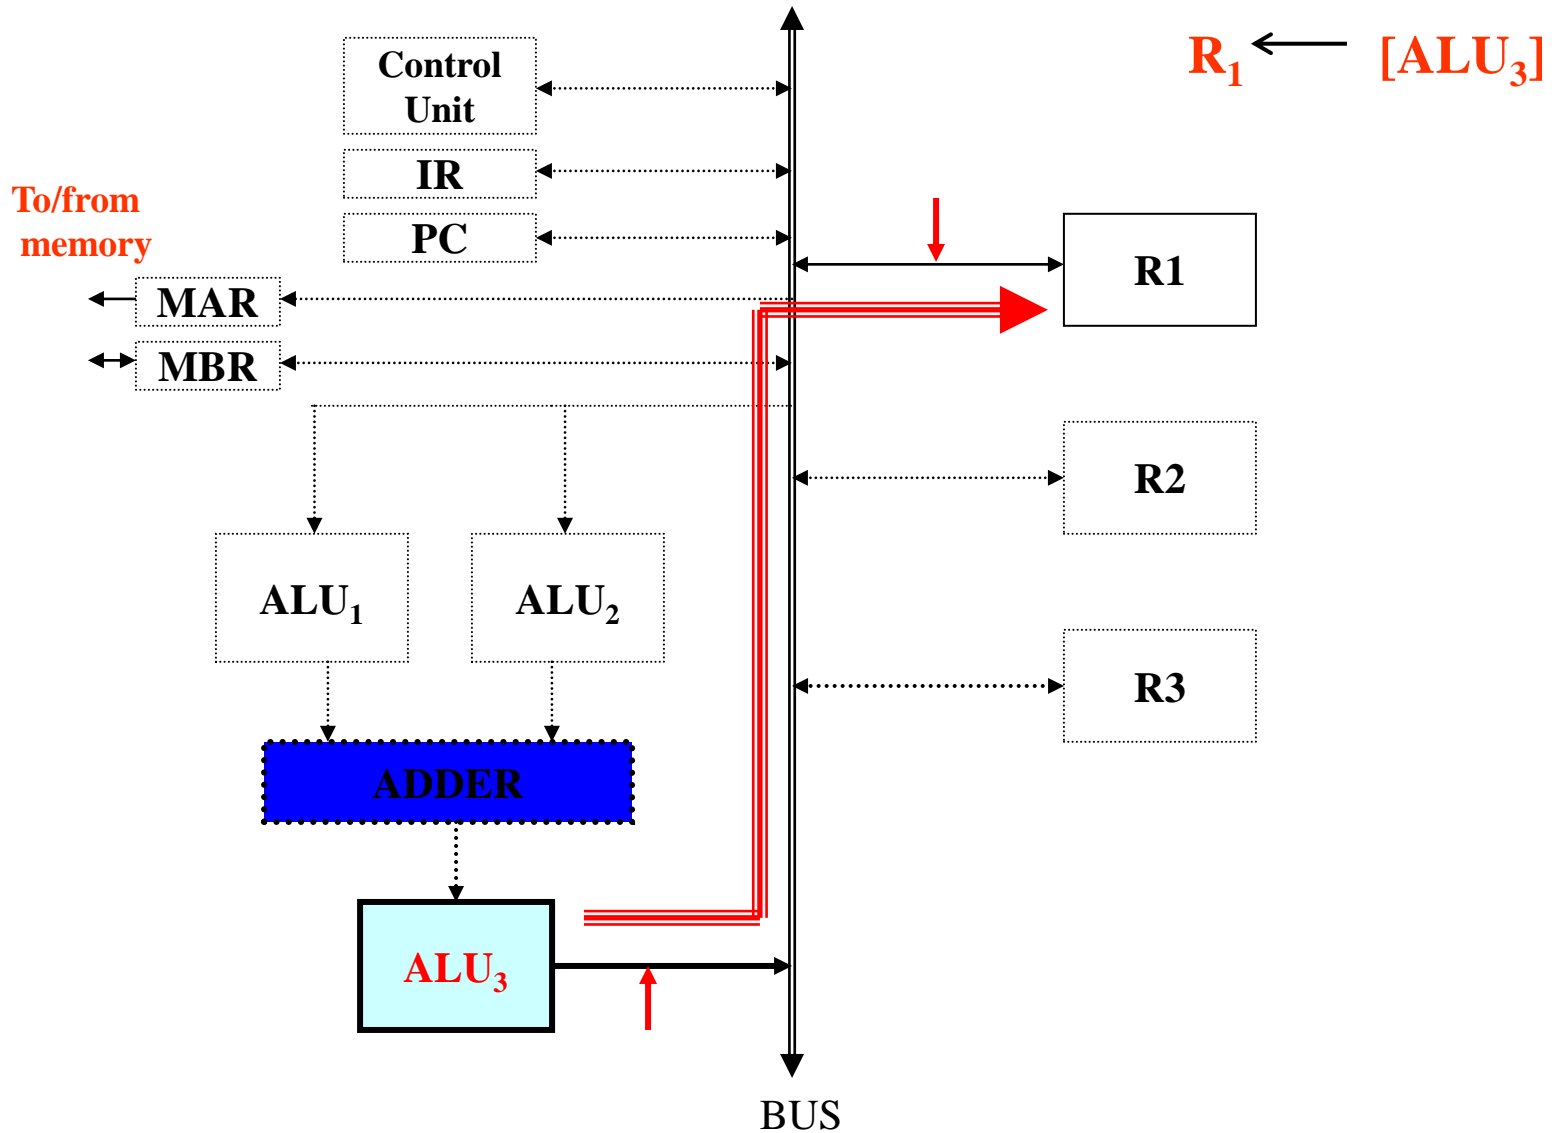 Control
Unit
R₁ ← [ALU₃]
IR
To/from
memory
PC
R1
MAR
MBR
R2
ALU₁
ALU₂
R3
ADDER
ALU₃
BUS